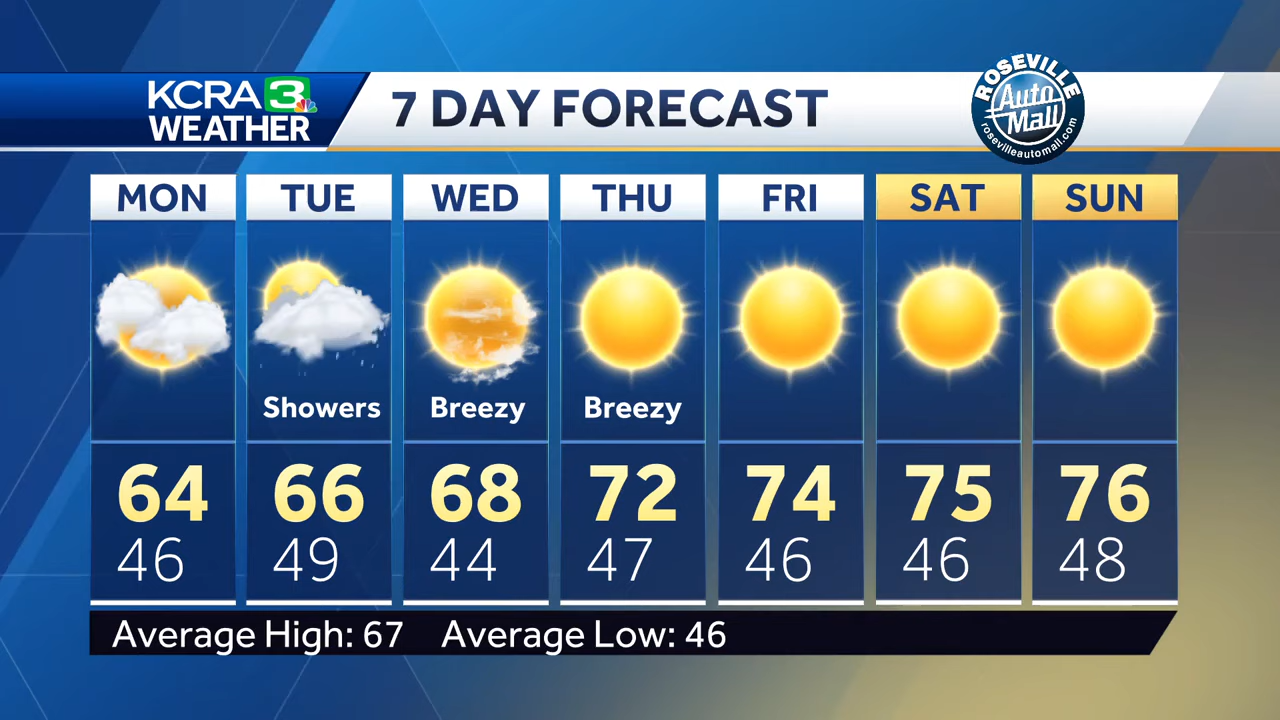 KCRA 3
WEATHER
7 DAY FORECAST
ROSEVILLE
Auto
Mall
rosevilleautomall.com
MON TUE WED THU FRI SAT SUN
Showers Breezy Breezy
64 66 68 72 74 75 76
46 49 44 47 46 46 48
Average High: 67 Average Low: 46